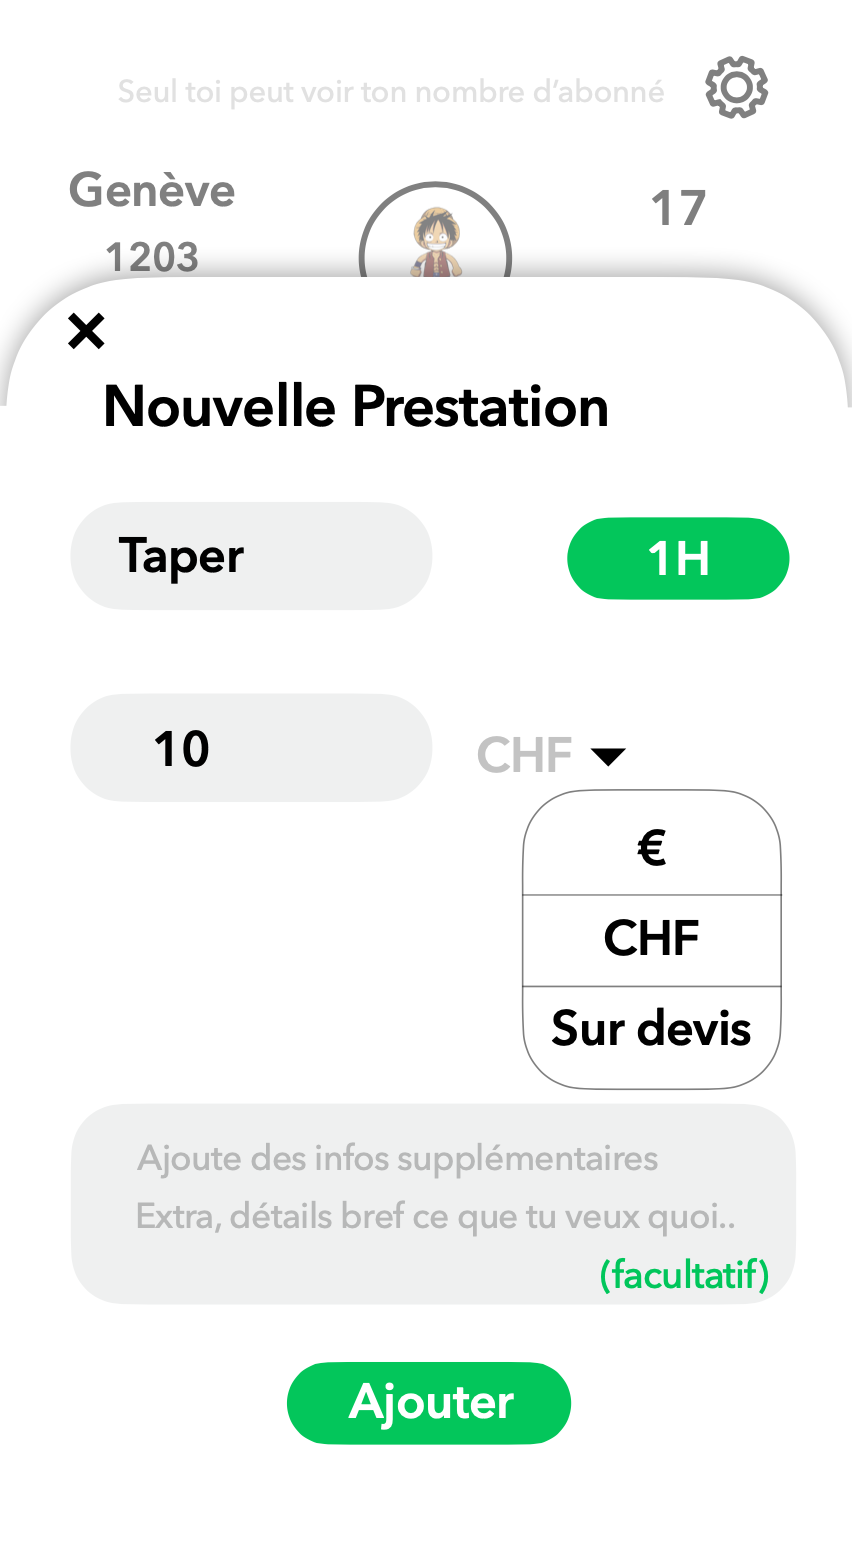 Seul toi peut voir ton nombre d’abonné
Genève
17
1203
Nouvelle Prestation
Taper
1H
10
CHF
€
CHF
Sur devis
Ajoute des infos supplémentaires
Extra, détails bref ce que tu veux quoi..
(facultatif)
Ajouter